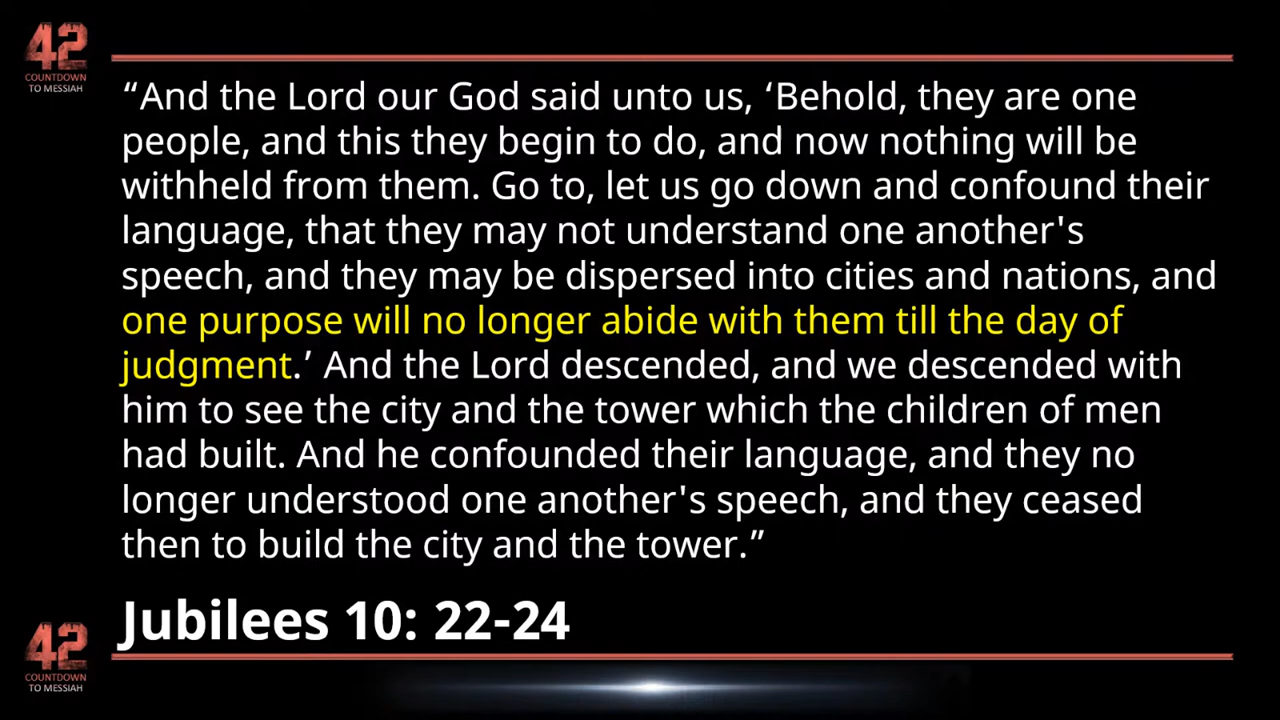 42
COUNTDOWN
TO MESSIAH
“And the Lord our God said unto us, ‘Behold, they are one
people, and this they begin to do, and now nothing will be
withheld from them. Go to, let us go down and confound their
language, that they may not understand one another's
speech, and they may be dispersed into cities and nations, and
one purpose will no longer abide with them till the day of
judgment.’ And the Lord descended, and we descended with
him to see the city and the tower which the children of men
had built. And he confounded their language, and they no
longer understood one another's speech, and they ceased
then to build the city and the tower.”
Jubilees 10: 22-24
42
COUNTDOWN
TO MESSIAH